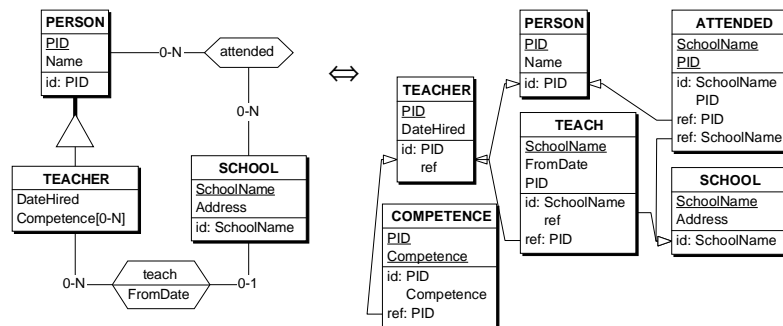 PERSON
PID
Name
id: PID
0-N
attended
0-N
TEACHER
DateHired
Competence[0-N]
SCHOOL
SchoolName
Address
id: SchoolName
0-N
teach
FromDate
0-1
⇔
PERSON
PID
Name
id: PID
ATTENDED
SchoolName
PID
id: SchoolName
PID
ref: PID
ref: SchoolName
TEACHER
PID
DateHired
id: PID
ref
TEACH
SchoolName
FromDate
PID
id: SchoolName
ref
ref: PID
SCHOOL
SchoolName
Address
id: SchoolName
COMPETENCE
PID
Competence
id: PID
Competence
ref: PID